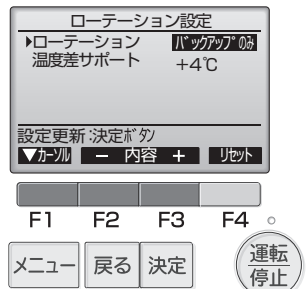 ローテーション設定
▶ローテーション バックアップのみ
温度差サポート +4℃
設定更新:決定ボタン
▼カーソル － 内容 ＋ リセット
F1 F2 F3 F4
メニュー 戻る 決定 運転
停止